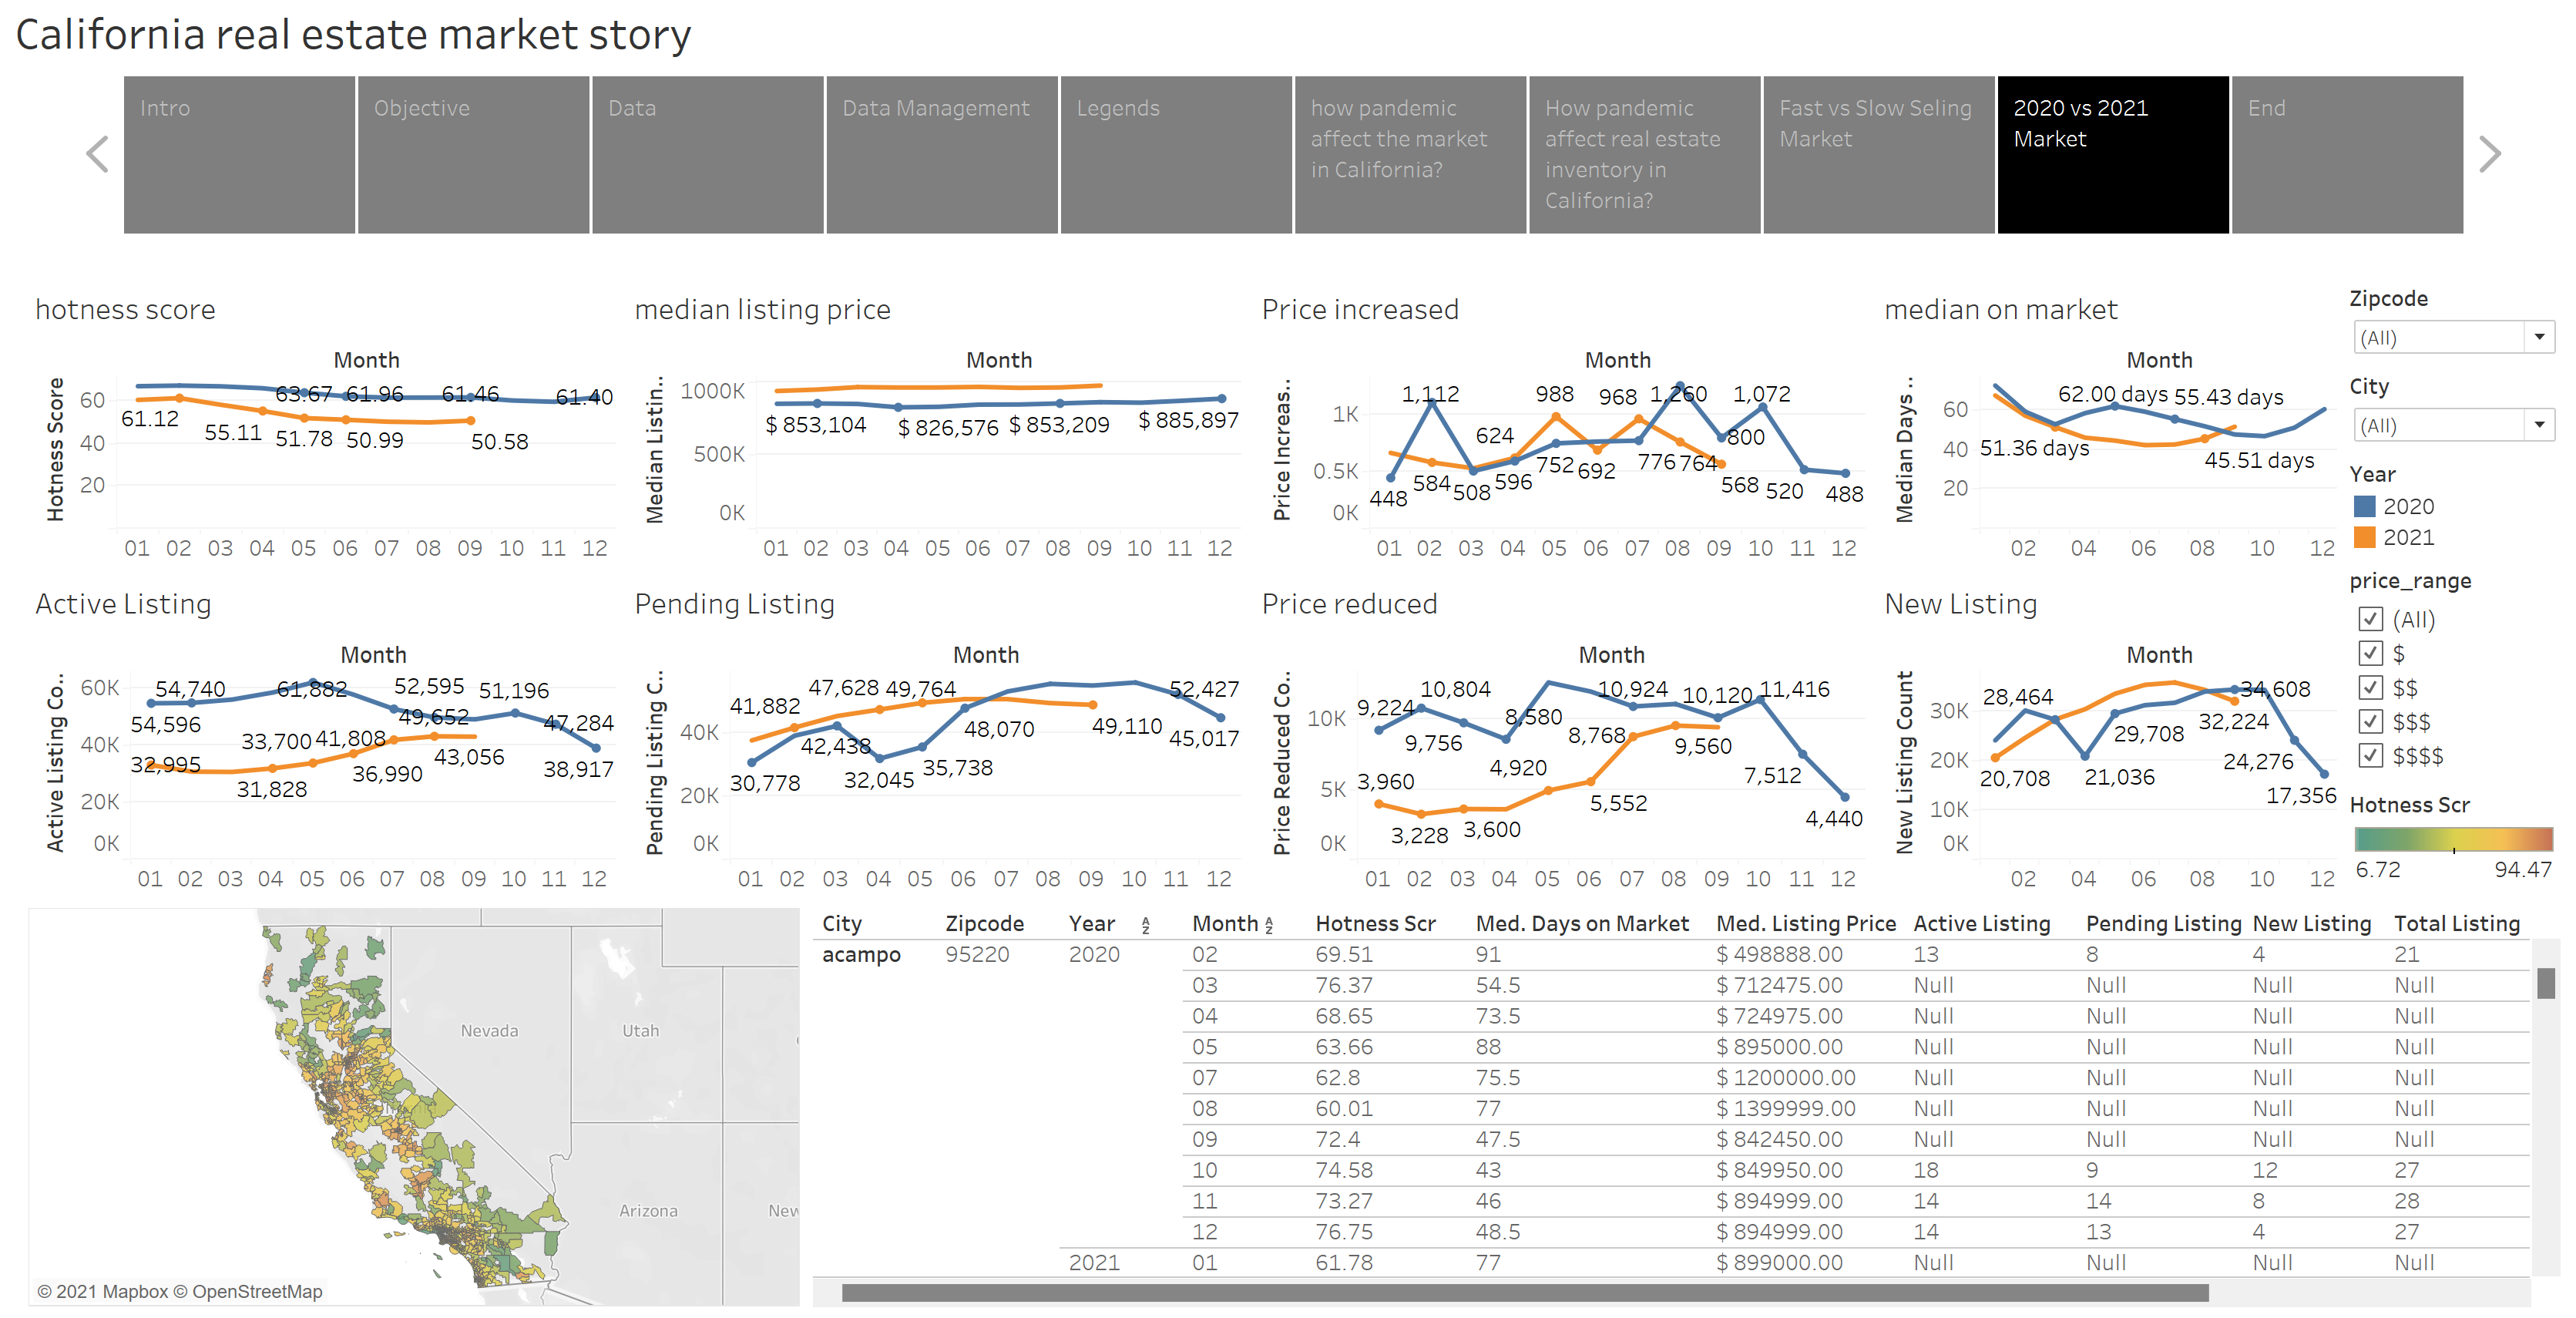 California real estate market story
Intro
Objective
Data
Data Management
Legends
how pandemic
affect the market
in California?
How pandemic
affect real estate
inventory in
California?
Fast vs Slow Seling
Market
2020 vs 2021
Market
End
hotness score
Month
Hotness Score
60
40
20
63.67 61.96 61.46 61.40
61.12 55.11 51.78 50.99 50.58
01 02 03 04 05 06 07 08 09 10 11 12
median listing price
Month
Median Listin..
1000K
500K
0K
$ 853,104 $ 826,576 $ 853,209 $ 885,897
01 02 03 04 05 06 07 08 09 10 11 12
Price increased
Month
Price Increas..
1K
0.5K
0K
1,112 988 968 1,260 1,072
624 800
448 584 508 596 752 692 776 764 568 520 488
01 02 03 04 05 06 07 08 09 10 11 12
median on market
Month
Median Days ..
60
40
20
62.00 days 55.43 days
51.36 days 45.51 days
02 04 06 08 10 12
Zipcode
(All)
City
(All)
Year
2020
2021
price_range
(All)
$
$$
$$$
$$$$
Hotness Scr
6.72 94.47
Active Listing
Month
Active Listing Co..
60K
40K
20K
0K
54,740 61,882 52,595 51,196
54,596 49,652 47,284
33,700 41,808
32,995 43,056 38,917
31,828 36,990
01 02 03 04 05 06 07 08 09 10 11 12
Pending Listing
Month
Pending Listing C..
40K
20K
0K
41,882 47,628 49,764 52,427
42,438 48,070 49,110 45,017
30,778 32,045 35,738
01 02 03 04 05 06 07 08 09 10 11 12
Price reduced
Month
Price Reduced Co..
10K
5K
0K
9,224 10,804 10,924 10,120 11,416
9,756 8,580 8,768 9,560
3,960 4,920 7,512
3,228 3,600 5,552 4,440
01 02 03 04 05 06 07 08 09 10 11 12
New Listing
Month
New Listing Count
30K
20K
10K
0K
28,464 34,608
29,708 32,224
20,708 21,036 24,276
17,356
02 04 06 08 10 12
Nevada
Utah
Arizona
New
© 2021 Mapbox © OpenStreetMap
City Zipcode Year Month Hotness Scr Med. Days on Market Med. Listing Price Active Listing Pending Listing New Listing Total Listing
acampo 95220 2020 02 69.51 91 $ 498888.00 13 8 4 21
03 76.37 54.5 $ 712475.00 Null Null Null Null
04 68.65 73.5 $ 724975.00 Null Null Null Null
05 63.66 88 $ 895000.00 Null Null Null Null
07 62.8 75.5 $ 1200000.00 Null Null Null Null
08 60.01 77 $ 1399999.00 Null Null Null Null
09 72.4 47.5 $ 842450.00 Null Null Null Null
10 74.58 43 $ 849950.00 18 9 12 27
11 73.27 46 $ 894999.00 14 14 8 28
12 76.75 48.5 $ 894999.00 14 13 4 27
2021 01 61.78 77 $ 899000.00 Null Null Null Null